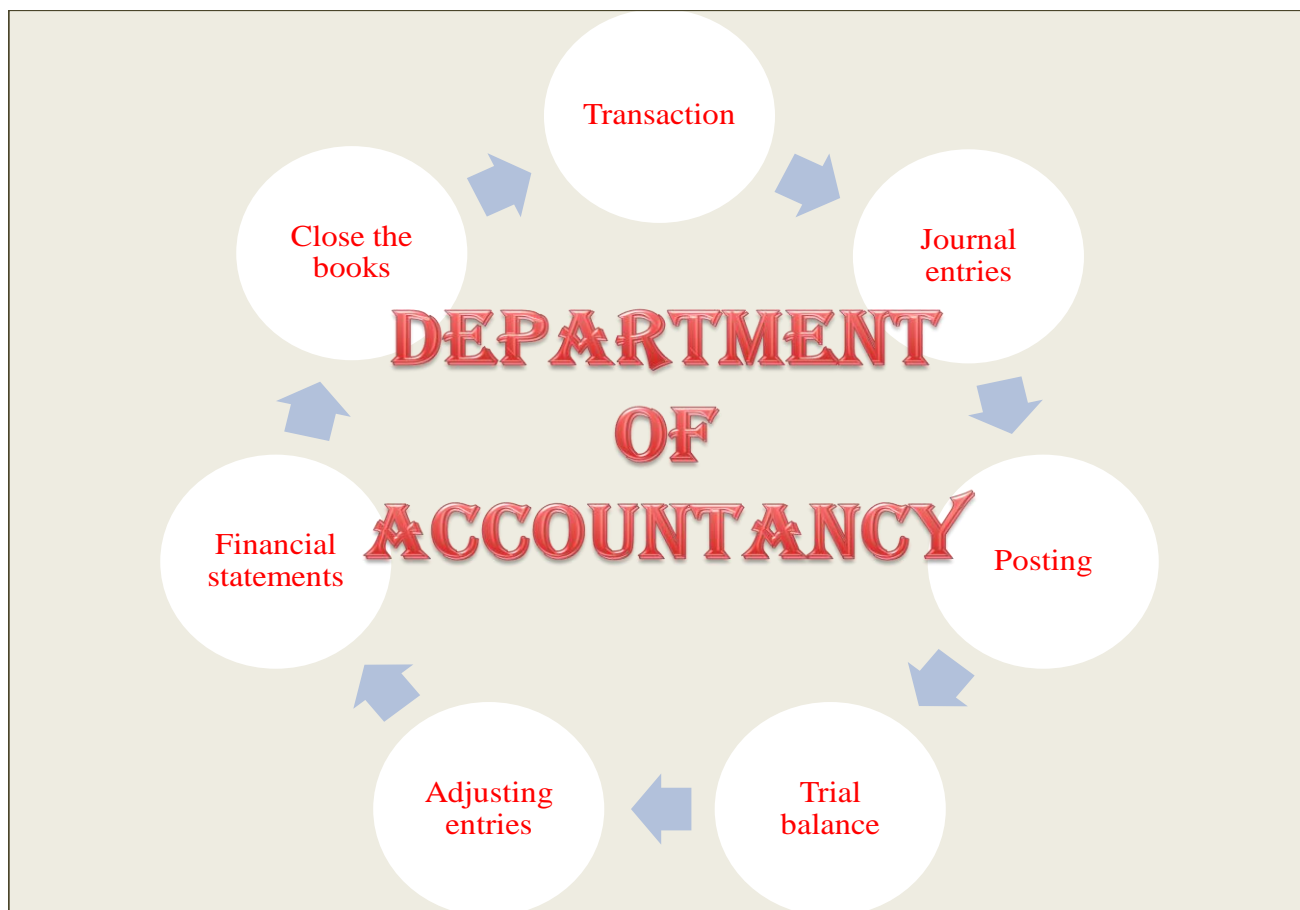 Transaction
Journal
entries
Posting
Trial
balance
Adjusting
entries
Financial
statements
Close the
books
DEPARTMENT
OF
ACCOUNTANCY